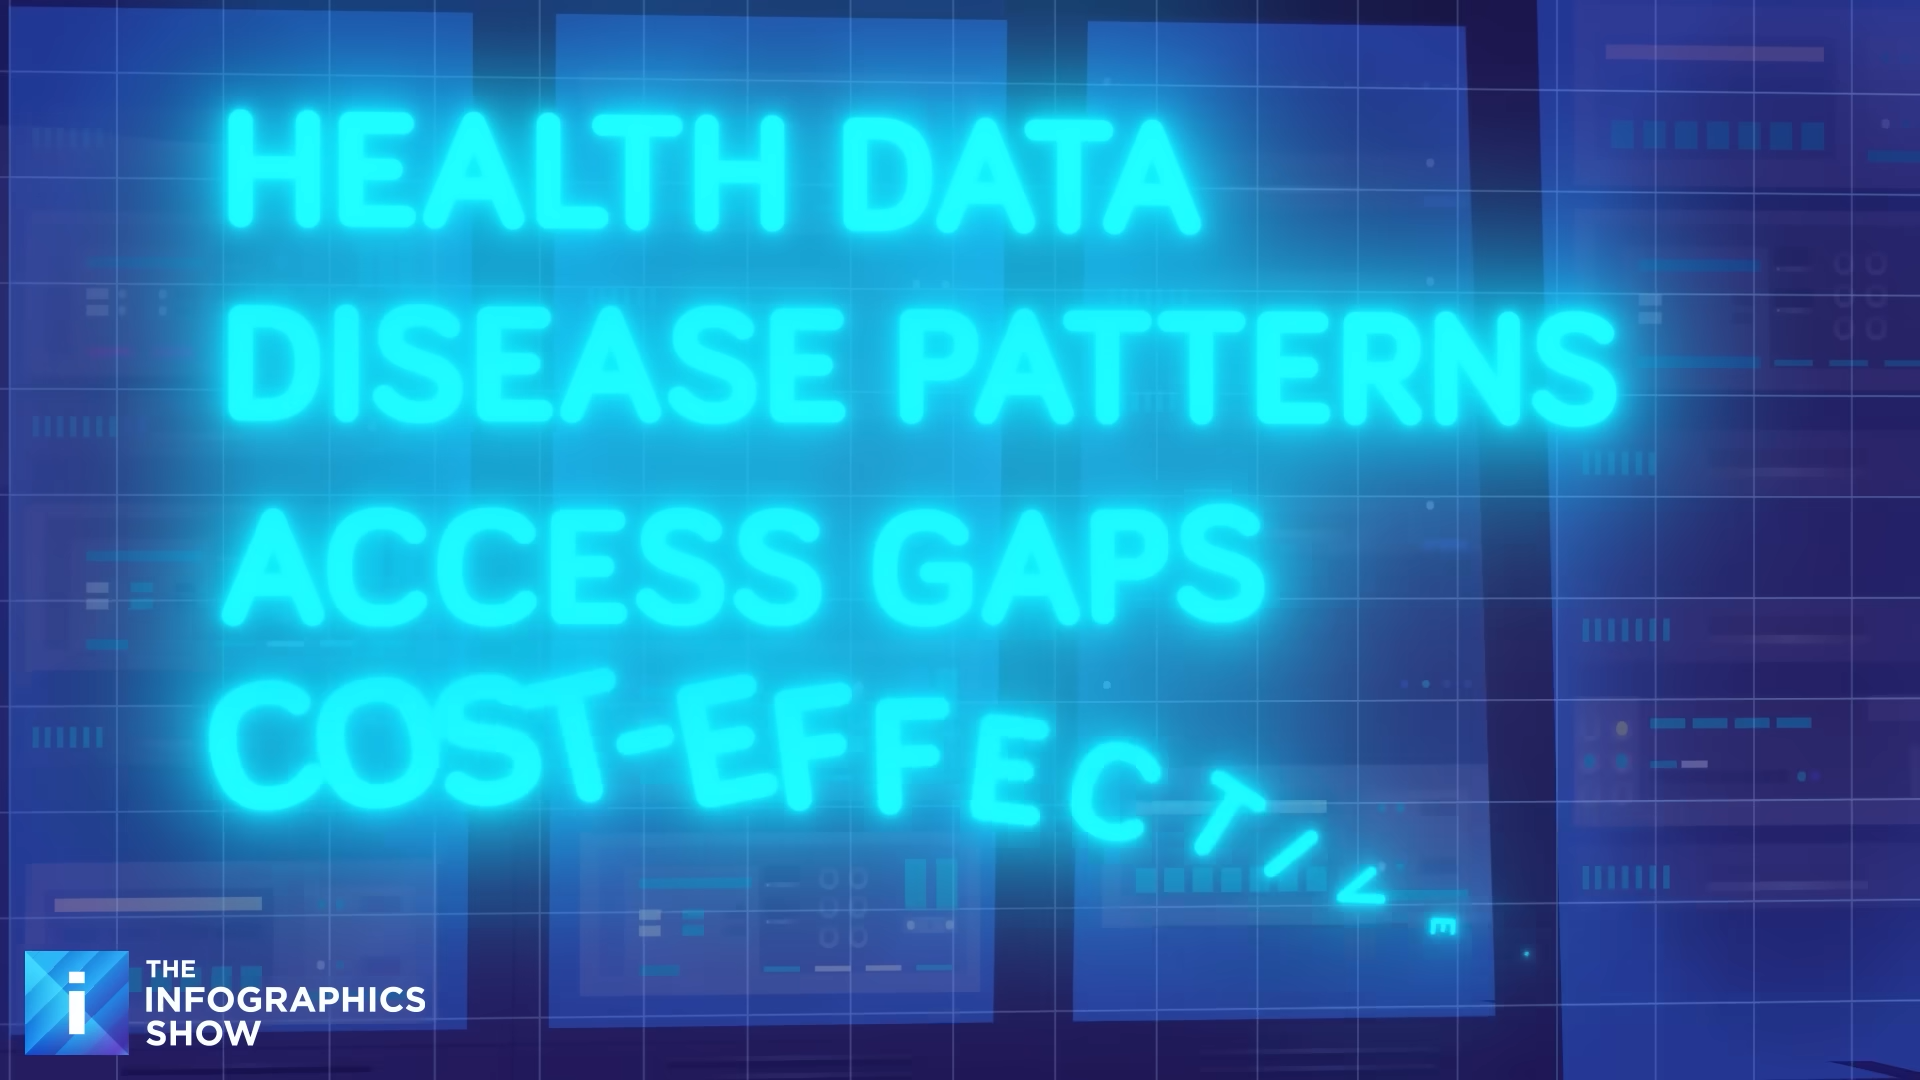 HEALTH DATA
DISEASE PATTERNS
ACCESS GAPS
COST-EFFECTIVE
THE
INFOGRAPHICS
SHOW